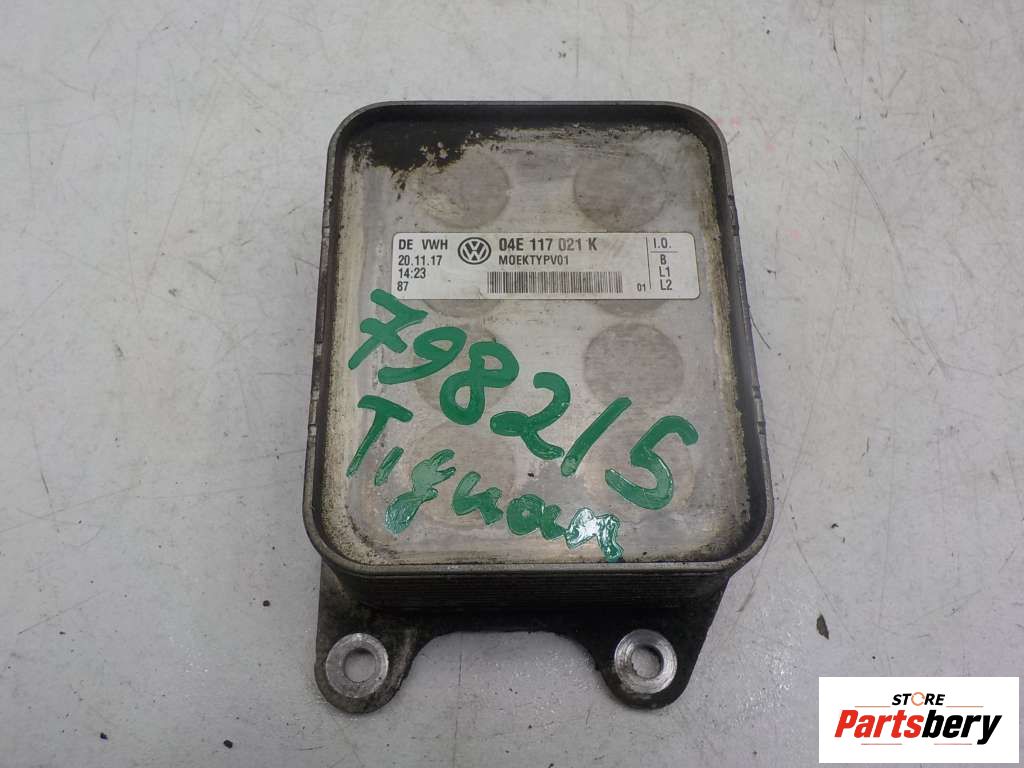 DE VWH 04E 117 021 K I.O.
20.11.17 MOEKTYPV01 B
14:23 L1
87 01 L2
798215
Tiguan
STORE
Partsbery